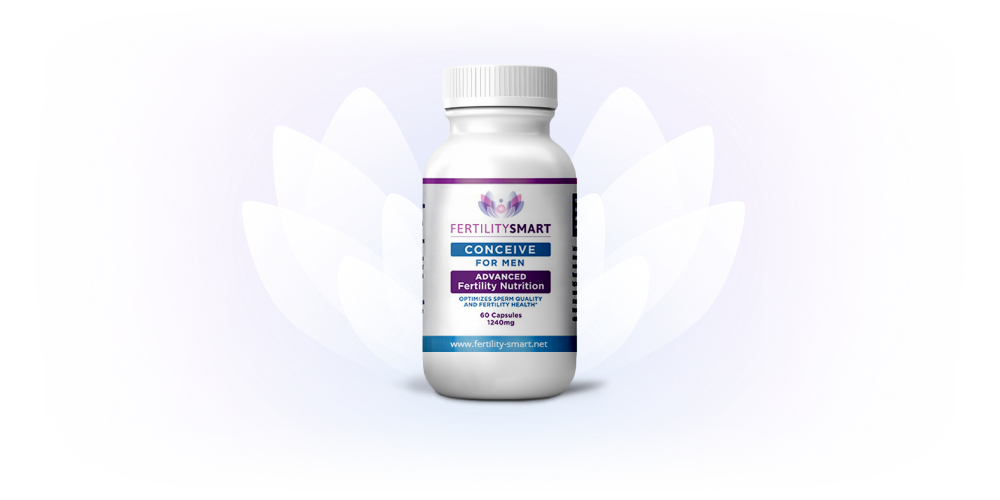 FERTILITYSMART
CONCEIVE
FOR MEN
ADVANCED
Fertility Nutrition
OPTIMIZES SPERM QUALITY
AND FERTILITY HEALTH*
60 Capsules
1240mg
www.fertility-smart.net